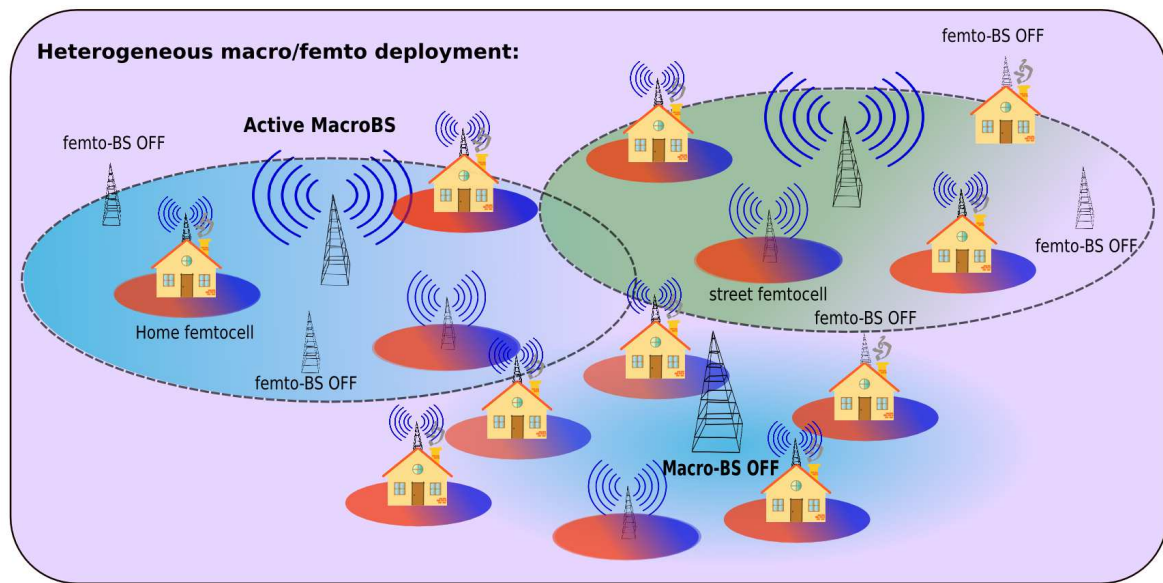 Heterogeneous macro/femto deployment:
femto-BS OFF
Active MacroBS
femto-BS OFF
femto-BS OFF
street femtocell
Home femtocell
femto-BS OFF
femto-BS OFF
Macro-BS OFF